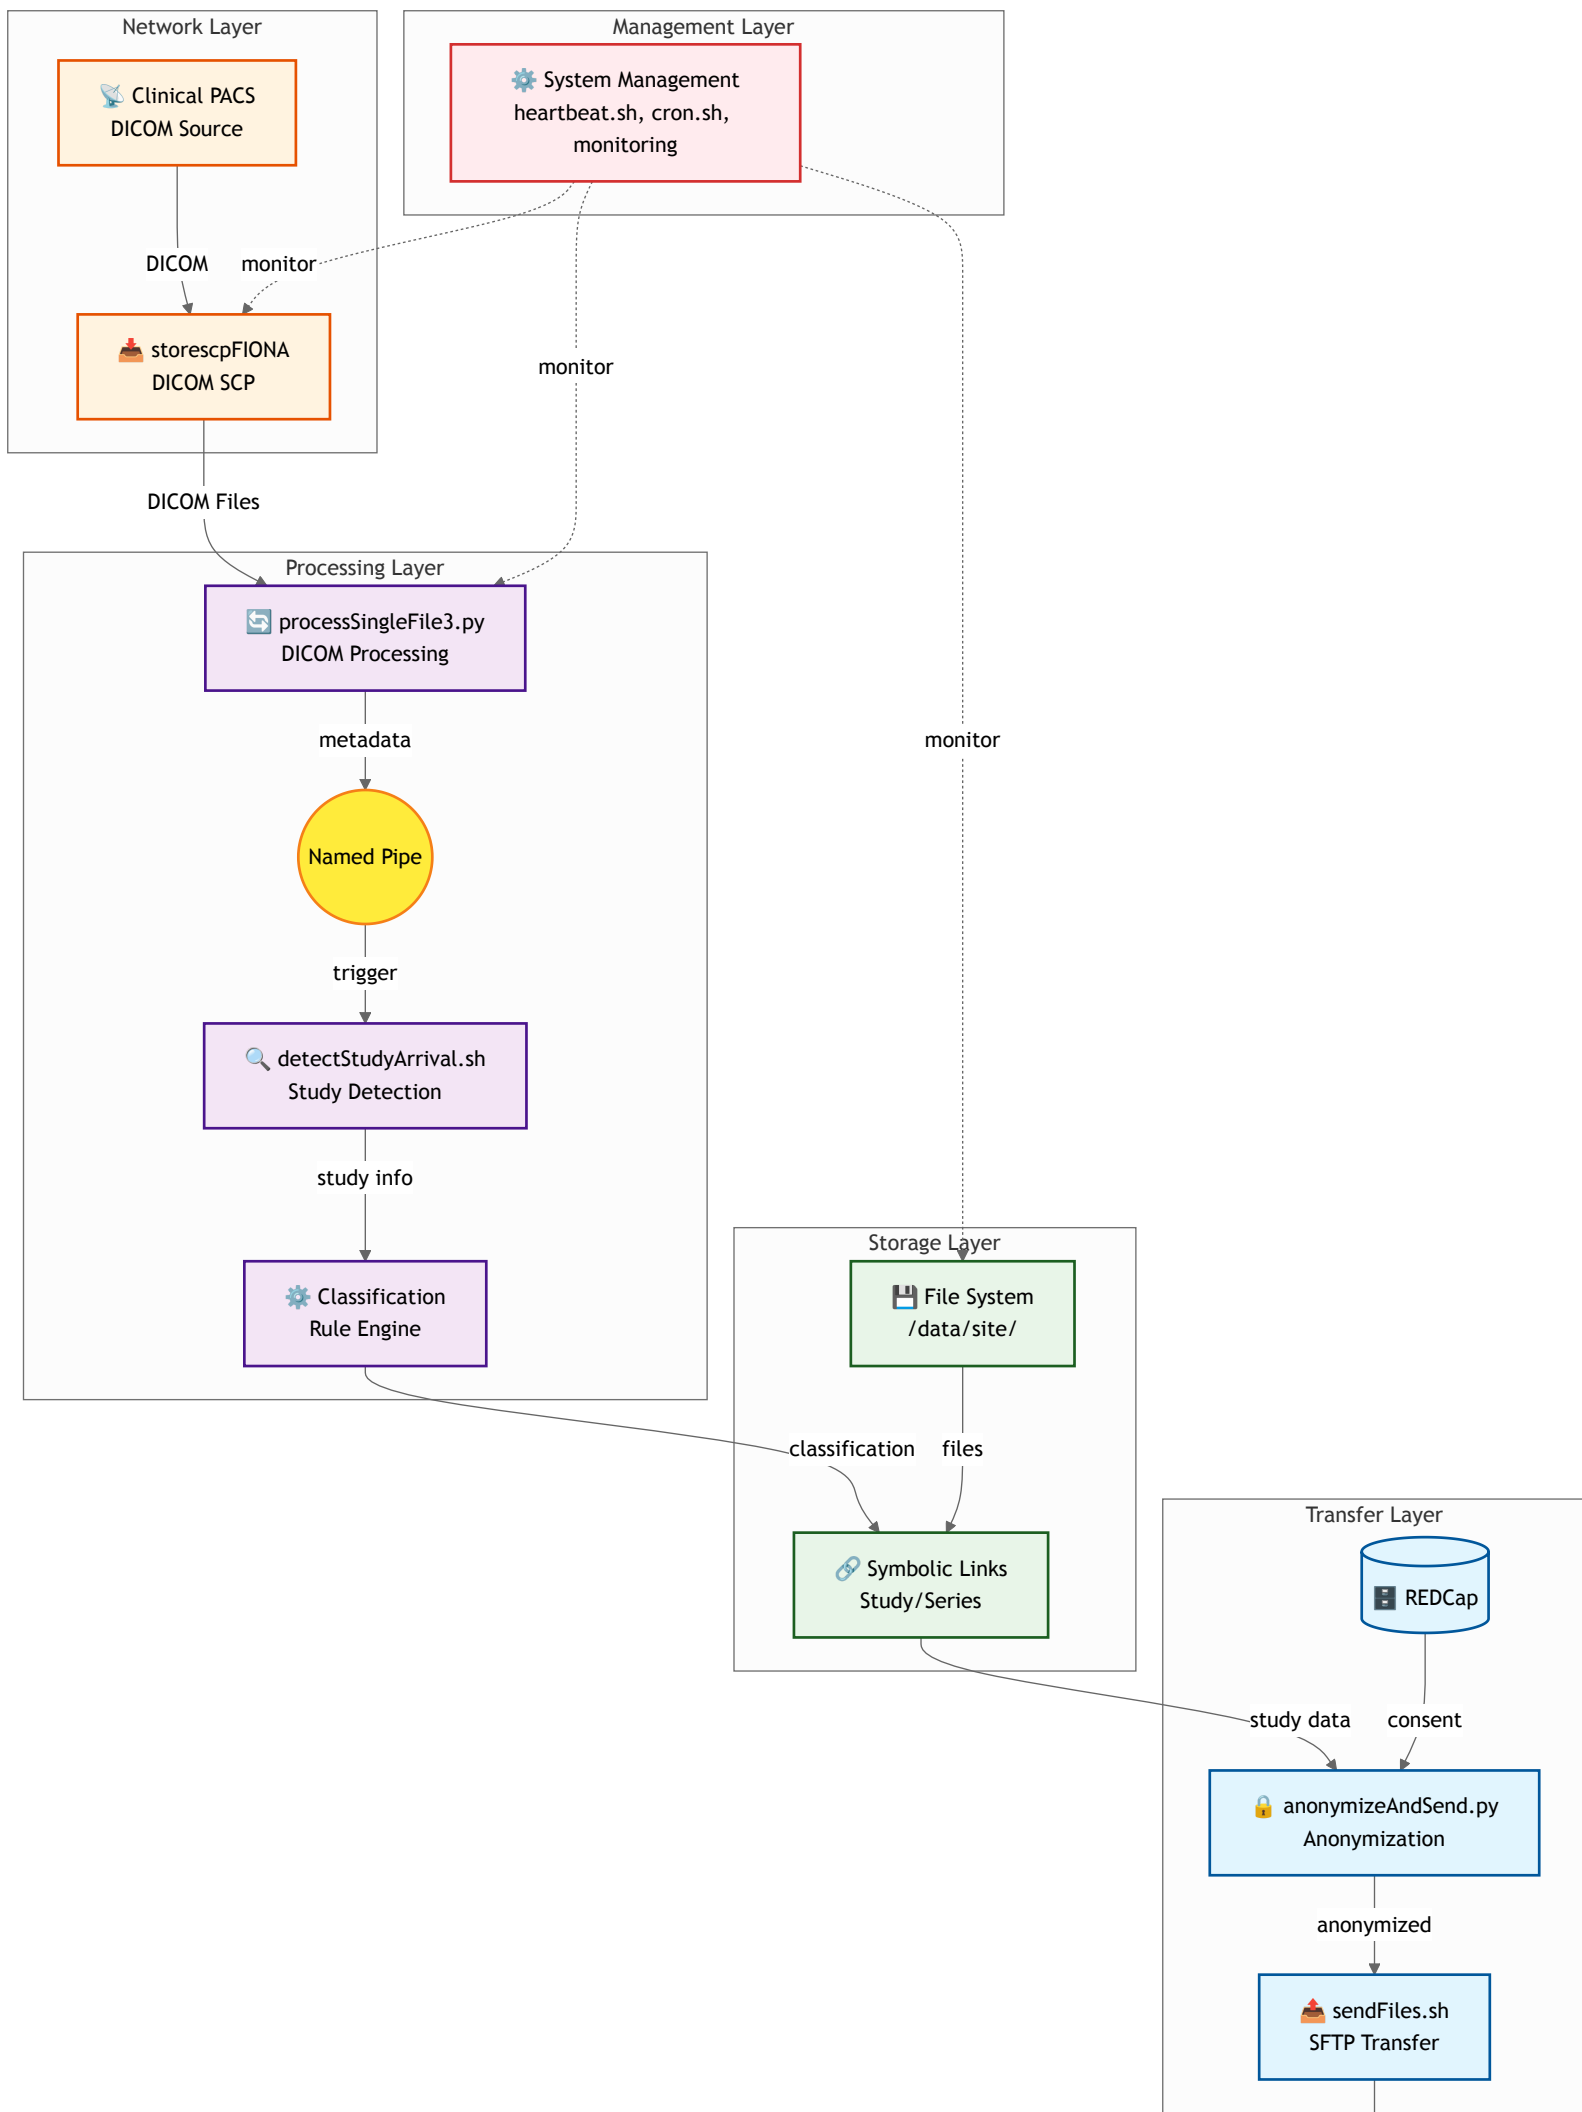 Network Layer
Management Layer
Clinical PACS
DICOM Source
System Management
heartbeat.sh, cron.sh,
monitoring
DICOM
monitor
storescpFIONA
DICOM SCP
monitor
DICOM Files
Processing Layer
processSingleFile3.py
DICOM Processing
metadata
monitor
Named Pipe
trigger
detectStudyArrival.sh
Study Detection
study info
Storage Layer
Classification
Rule Engine
File System
/data/site/
classification
files
Transfer Layer
Symbolic Links
Study/Series
REDCap
study data
consent
anonymizeAndSend.py
Anonymization
anonymized
sendFiles.sh
SFTP Transfer